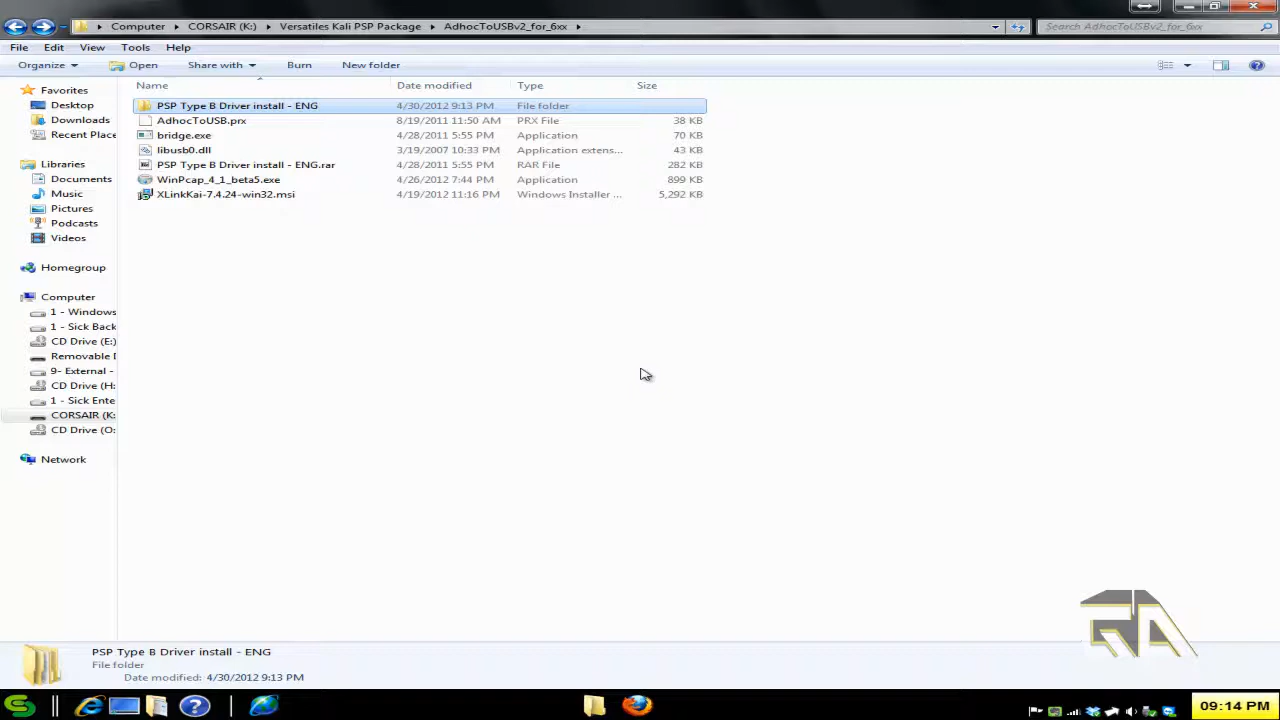 Computer CORSAIR (K:) Versatiles Kali PSP Package AdhocToUSBv2_for_6xx Search AdhocToUSBv2_for_6xx
File Edit View Tools Help
Organize Open Share with Burn New folder
Name Date modified Type Size
Favorites
Desktop
Downloads
Recent Place
Libraries
Documents
Music
Pictures
Podcasts
Videos
Homegroup
Computer
1 - Windows
1 - Sick Back
CD Drive (E:)
Removable D
9- External -
CD Drive (H:
1 - Sick Ente
CORSAIR (K:
CD Drive (O:
Network
PSP Type B Driver install - ENG 4/30/2012 9:13 PM File folder
AdhocToUSB.prx 8/19/2011 11:50 AM PRX File 38 KB
bridge.exe 4/28/2011 5:55 PM Application 70 KB
libusb0.dll 3/19/2007 10:33 PM Application extens... 43 KB
PSP Type B Driver install - ENG.rar 4/28/2011 5:55 PM RAR File 282 KB
WinPcap_4_1_beta5.exe 4/26/2012 7:44 PM Application 899 KB
XLinkKai-7.4.24-win32.msi 4/19/2012 11:16 PM Windows Installer ... 5,292 KB
PSP Type B Driver install - ENG
File folder
Date modified: 4/30/2012 9:13 PM
09:14 PM